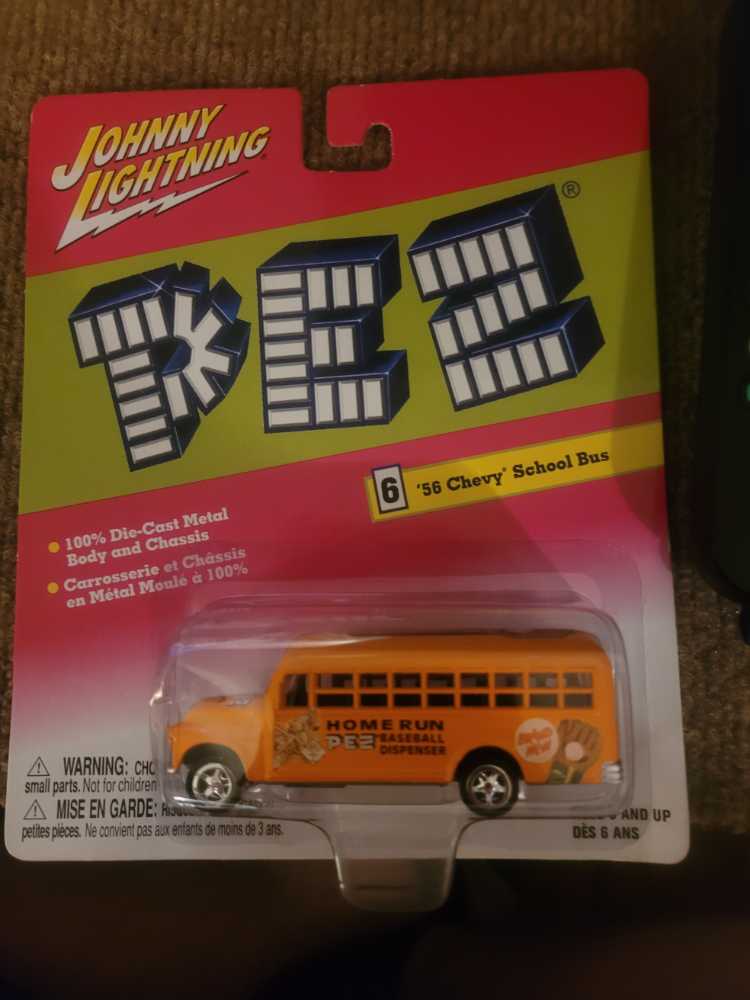 JOHNNY
LIGHTNING
PEZ®
6 '56 Chevy® School Bus
100% Die-Cast Metal
Body and Chassis
Carrosserie et Châssis
en Métal Moulé à 100%
HOME RUN
PEZ BASEBALL
DISPENSER
WARNING:
small parts. Not for children
MISE EN GARDE:
petites pièces. Ne convient pas aux enfants de moins de 3 ans.
AND UP
DÈS 6 ANS